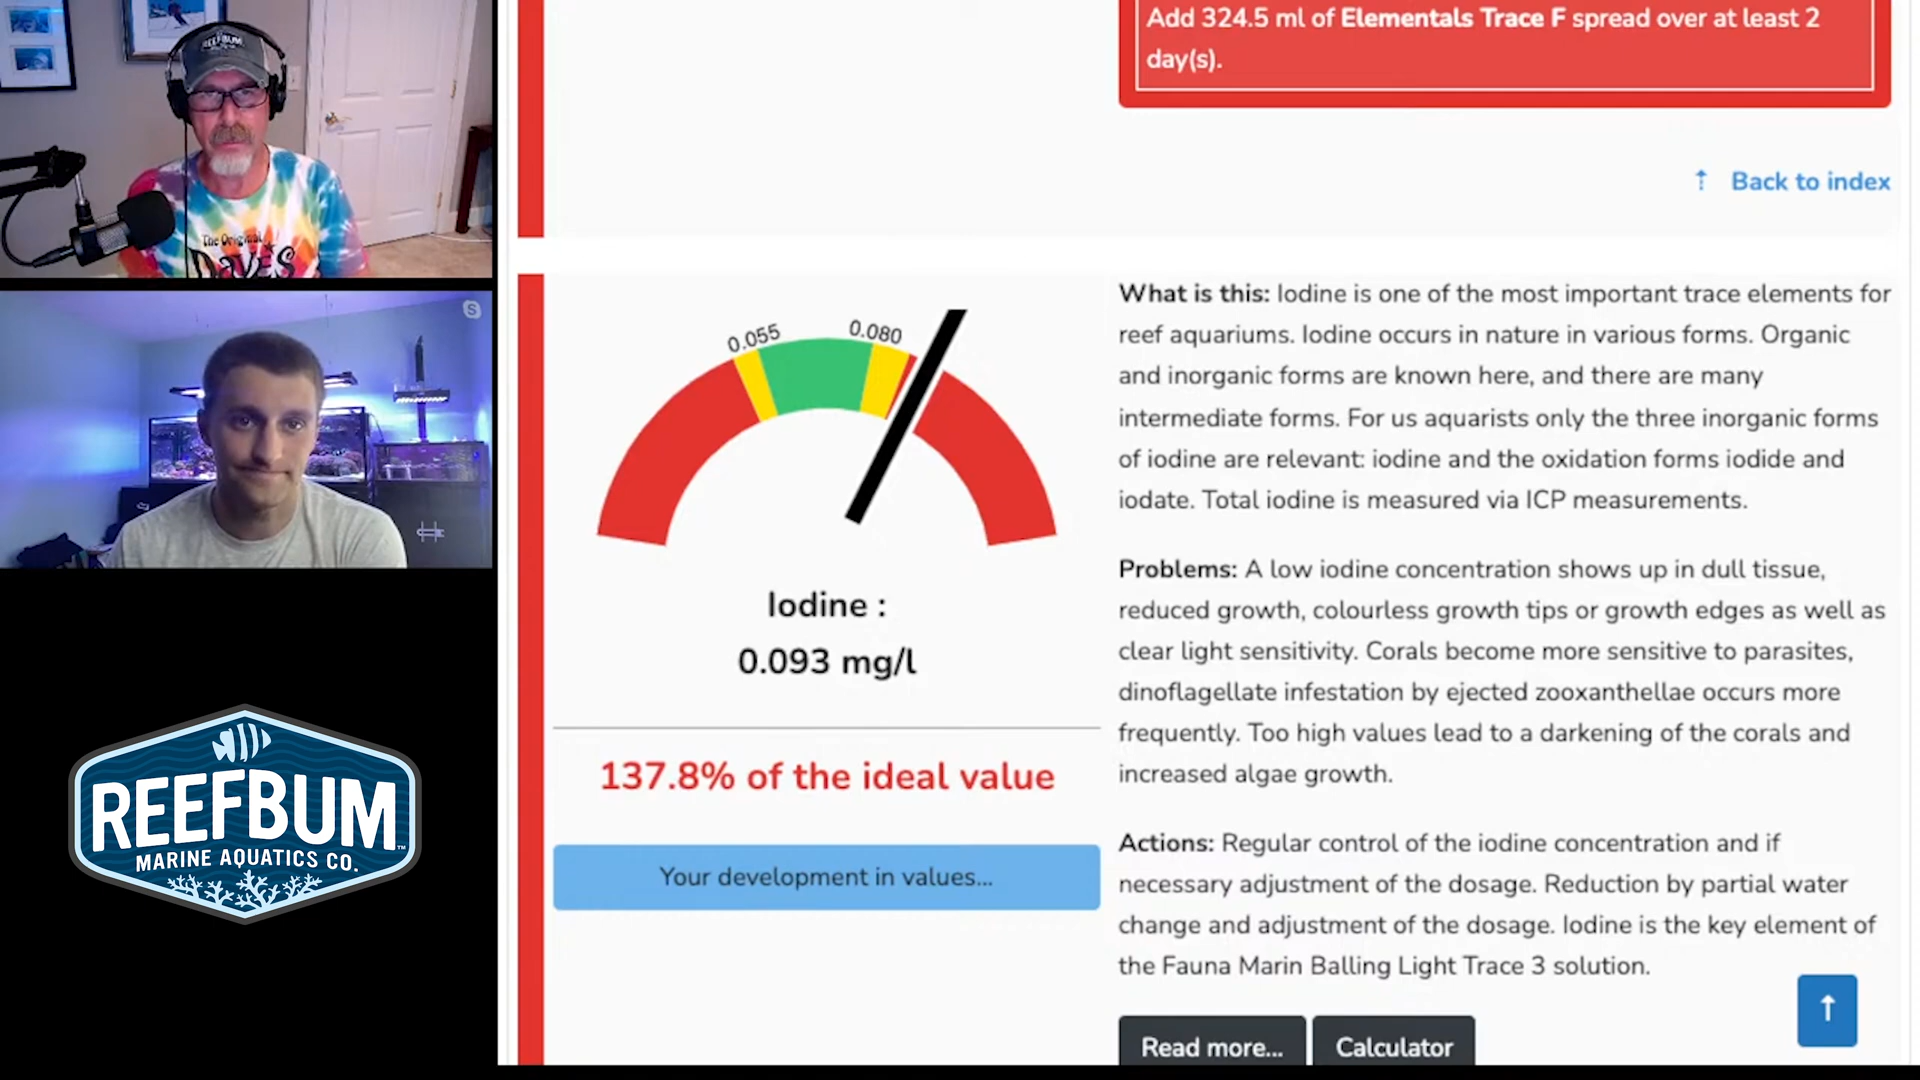 REEFBUM
The Original
DAVE'S
REEFBUM
MARINE AQUATICS CO.
TM
Add 324.5 ml of Elementals Trace F spread over at least 2
day(s).
↑ Back to index
0.055
0.080
Iodine :
0.093 mg/l
137.8% of the ideal value
Your development in values...
What is this: Iodine is one of the most important trace elements for
reef aquariums. Iodine occurs in nature in various forms. Organic
and inorganic forms are known here, and there are many
intermediate forms. For us aquarists only the three inorganic forms
of iodine are relevant: iodine and the oxidation forms iodide and
iodate. Total iodine is measured via ICP measurements.
Problems: A low iodine concentration shows up in dull tissue,
reduced growth, colourless growth tips or growth edges as well as
clear light sensitivity. Corals become more sensitive to parasites,
dinoflagellate infestation by ejected zooxanthellae occurs more
frequently. Too high values lead to a darkening of the corals and
increased algae growth.
Actions: Regular control of the iodine concentration and if
necessary adjustment of the dosage. Reduction by partial water
change and adjustment of the dosage. Iodine is the key element of
the Fauna Marin Balling Light Trace 3 solution.
Read more...
Calculator
↑